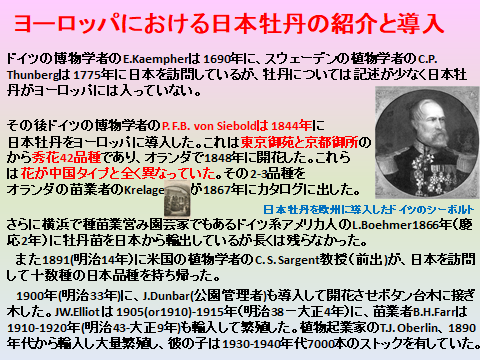 ヨーロッパにおける日本牡丹の紹介と導入
ドイツの博物学者のE.Kaempherは1690年に、スウェーデンの植物学者のC.P.
Thunbergは1775年に日本を訪問しているが、牡丹については記述が少なく日本牡
丹がヨーロッパには入っていない。
その後ドイツの博物学者のP.F.B. von Sieboldは1844年に
日本牡丹をヨーロッパに導入した。これは東京御苑と京都御所の
から秀花42品種であり、オランダで1848年に開花した。これら
は花が中国タイプと全く異なっていた。その2-3品種を
オランダの苗業者のKrelage が1867年にカタログに出した。
日本牡丹を欧州に導入したドイツのシーボルト
さらに横浜で種苗業営み園芸家でもあるドイツ系アメリカ人のL.Boehmer1866年(慶
応2年)に牡丹苗を日本から輸出しているが長くは残らなかった。
また1891(明治14年)に米国の植物学者のC. S. Sargent教授(前出)が、日本を訪問
して十数種の日本品種を持ち帰った。
1900年(明治33年)に、J.Dunbar(公園管理者)も導入して開花させボタン台木に接ぎ
木した。JW.Elliotは1905(or1910)-1915年(明治38－大正4年)に、苗業者B.H.Farrは
1910-1920年(明治43-大正9年)も輸入して繁殖した。植物起業家のT.J. Oberlin、1890
年代から輸入し大量繁殖し、彼の子は1930-1940年代7000本のストックを有していた。